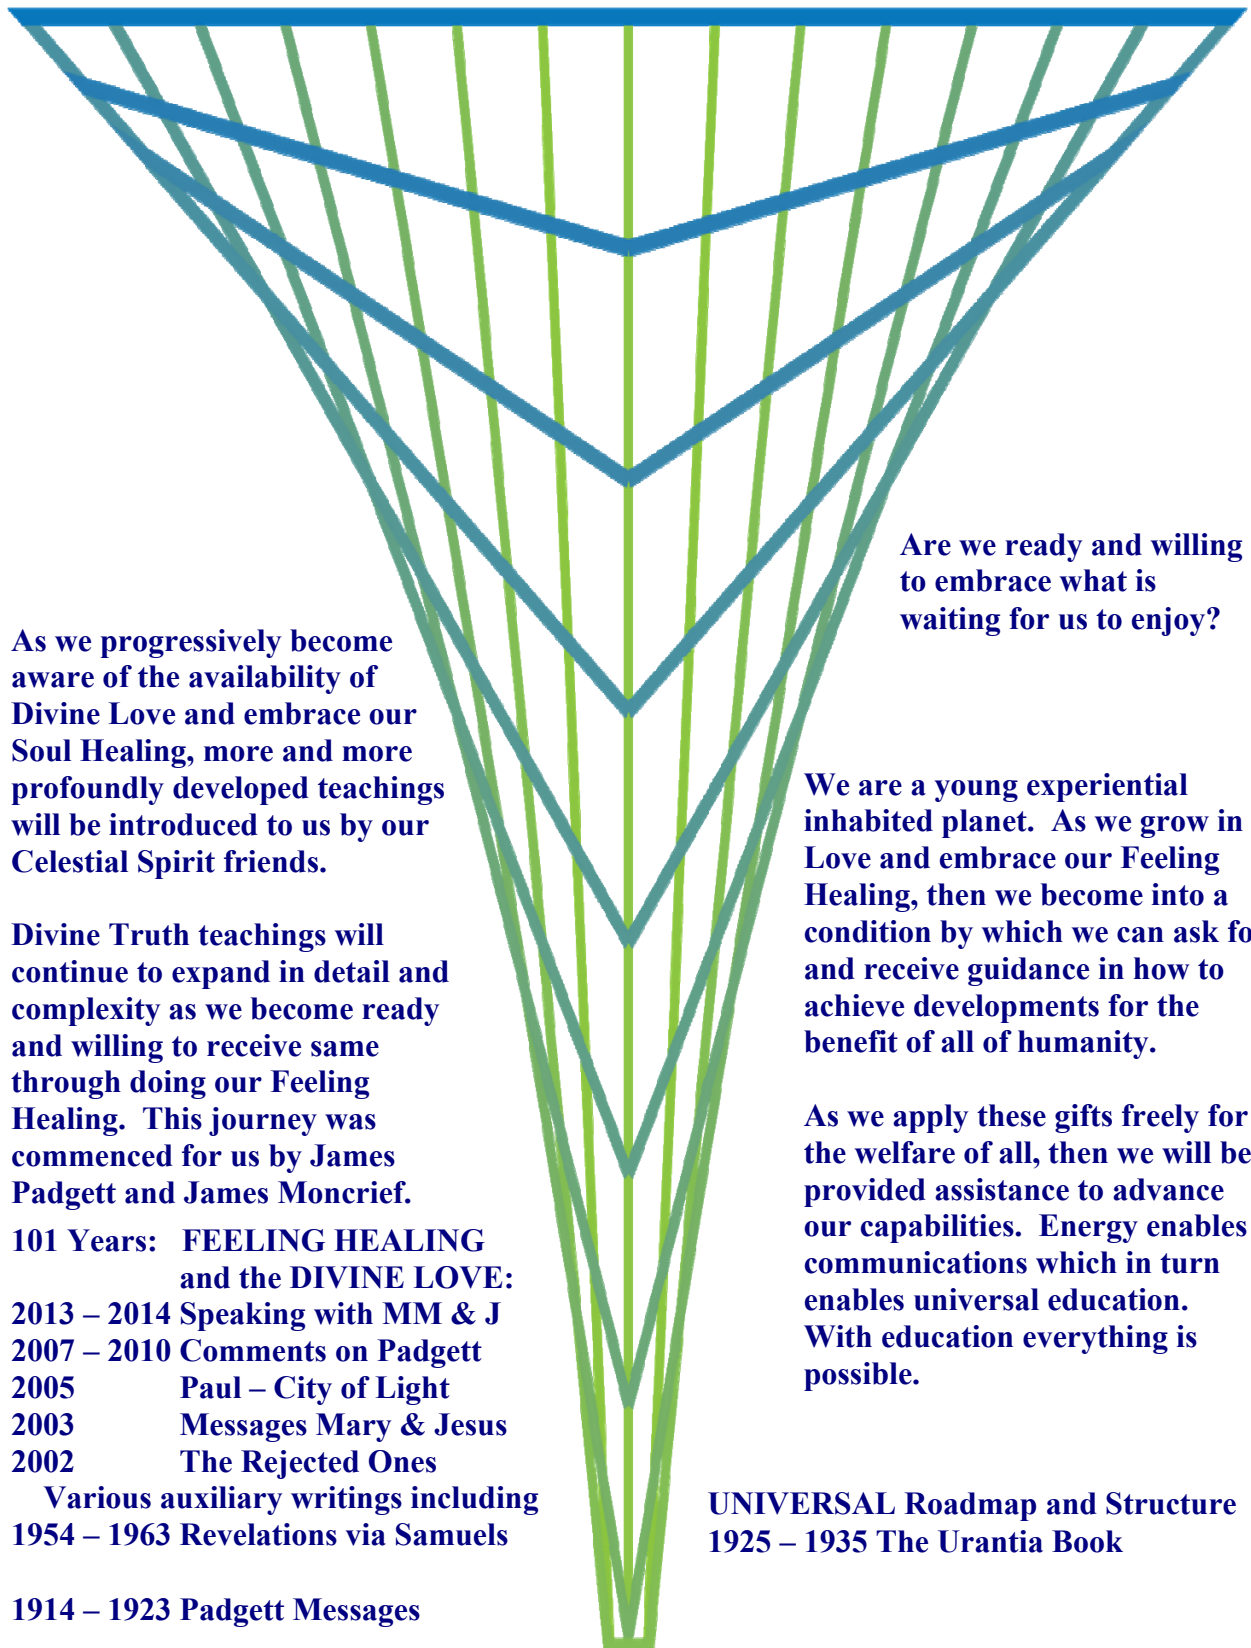 Are we ready and willing
to embrace what is
waiting for us to enjoy?
As we progressively become
aware of the availability of
Divine Love and embrace our
Soul Healing, more and more
profoundly developed teachings
will be introduced to us by our
Celestial Spirit friends.
Divine Truth teachings will
continue to expand in detail and
complexity as we become ready
and willing to receive same
through doing our Feeling
Healing.  This journey was
commenced for us by James
Padgett and James Moncrief.
101 Years:   FEELING HEALING
and the DIVINE LOVE:
2013 – 2014 Speaking with MM & J
2007 – 2010 Comments on Padgett
2005 Paul – City of Light
2003 Messages Mary & Jesus
2002 The Rejected Ones
Various auxiliary writings including
1954 – 1963 Revelations via Samuels
1914 – 1923 Padgett Messages
We are a young experiential
inhabited planet.  As we grow in
Love and embrace our Feeling
Healing, then we become into a
condition by which we can ask fo
and receive guidance in how to
achieve developments for the
benefit of all of humanity.
As we apply these gifts freely for
the welfare of all, then we will be
provided assistance to advance
our capabilities.  Energy enables
communications which in turn
enables universal education.
With education everything is
possible.
UNIVERSAL Roadmap and Structure
1925 – 1935 The Urantia Book